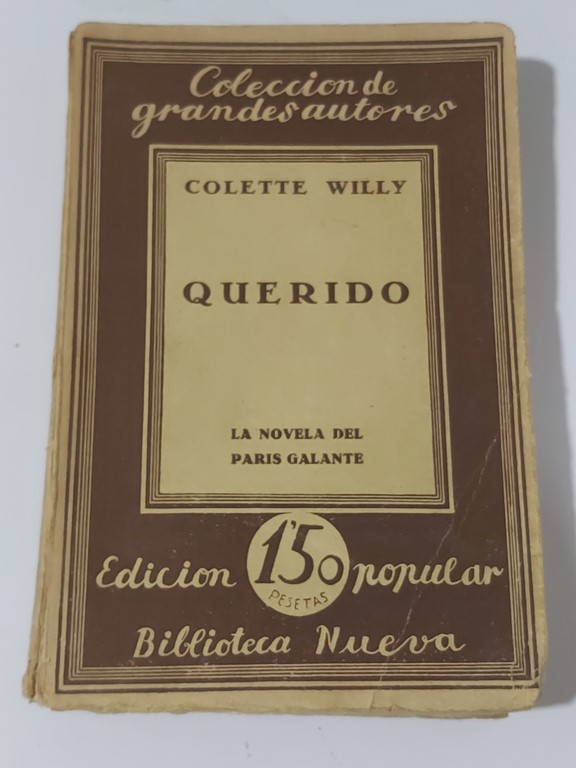 Coleccion de
grandes autores
COLETTE WILLY
QUERIDO
LA NOVELA DEL
PARIS GALANTE
Edicion 1'50 popular
PESETAS
Biblioteca Nueva